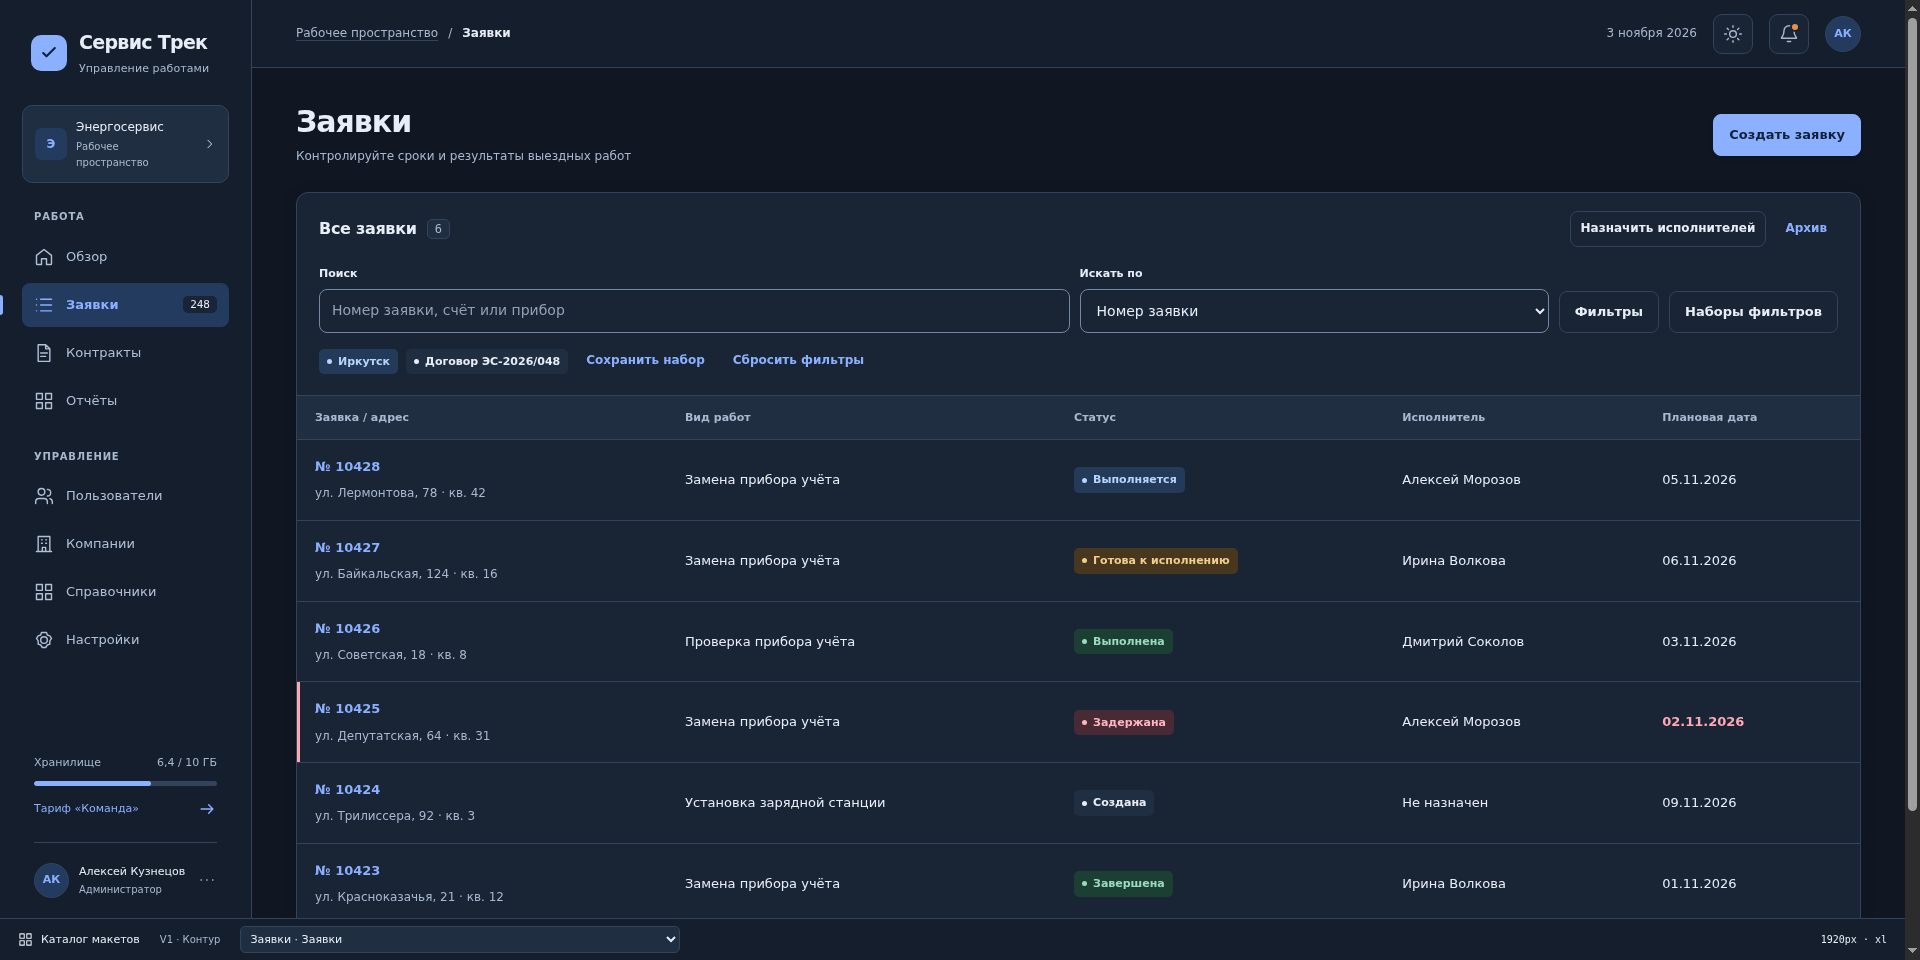 Сервис Трек
Управление работами
Э
Энергосервис
Рабочее
пространство
РАБОТА
Обзор
Заявки 248
Контракты
Отчёты
УПРАВЛЕНИЕ
Пользователи
Компании
Справочники
Настройки
Хранилище 6,4 / 10 ГБ
Тариф «Команда»
АК
Алексей Кузнецов
Администратор
Рабочее пространство / Заявки
3 ноября 2026
АК
Заявки
Контролируйте сроки и результаты выездных работ
Создать заявку
Все заявки 6
Назначить исполнителей
Архив
Поиск
Искать по
Номер заявки, счёт или прибор
Номер заявки
Фильтры
Наборы фильтров
Иркутск
Договор ЭС-2026/048
Сохранить набор
Сбросить фильтры
Заявка / адрес Вид работ Статус Исполнитель Плановая дата
№ 10428
ул. Лермонтова, 78 · кв. 42
Замена прибора учёта
Выполняется
Алексей Морозов
05.11.2026
№ 10427
ул. Байкальская, 124 · кв. 16
Замена прибора учёта
Готова к исполнению
Ирина Волкова
06.11.2026
№ 10426
ул. Советская, 18 · кв. 8
Проверка прибора учёта
Выполнена
Дмитрий Соколов
03.11.2026
№ 10425
ул. Депутатская, 64 · кв. 31
Замена прибора учёта
Задержана
Алексей Морозов
02.11.2026
№ 10424
ул. Трилиссера, 92 · кв. 3
Установка зарядной станции
Создана
Не назначен
09.11.2026
№ 10423
ул. Красноказачья, 21 · кв. 12
Замена прибора учёта
Завершена
Ирина Волкова
01.11.2026
Каталог макетов
V1 · Контур
Заявки · Заявки
1920px · xl